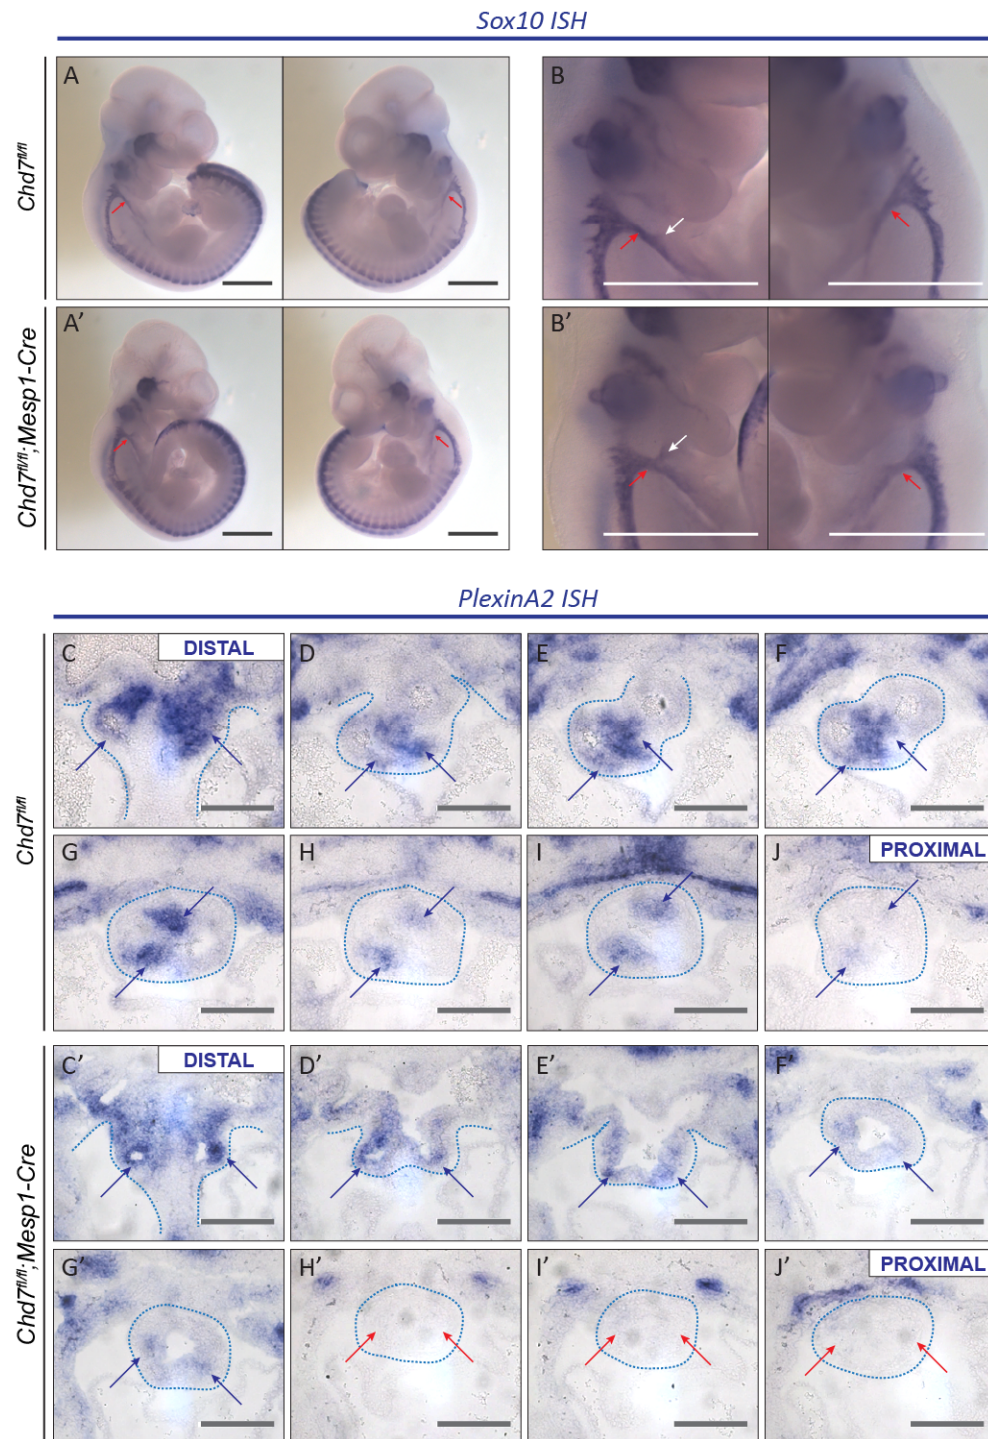 Sox10 ISH
Chd7fl/fl
A
B
Chd7fl/fl;Mesp1-Cre
A’
B’
PlexinA2 ISH
Chd7fl/fl
C
DISTAL
D
E
F
G
H
I
J
PROXIMAL
Chd7fl/fl;Mesp1-Cre
C’
DISTAL
D’
E’
F’
G’
H’
I’
J’
PROXIMAL